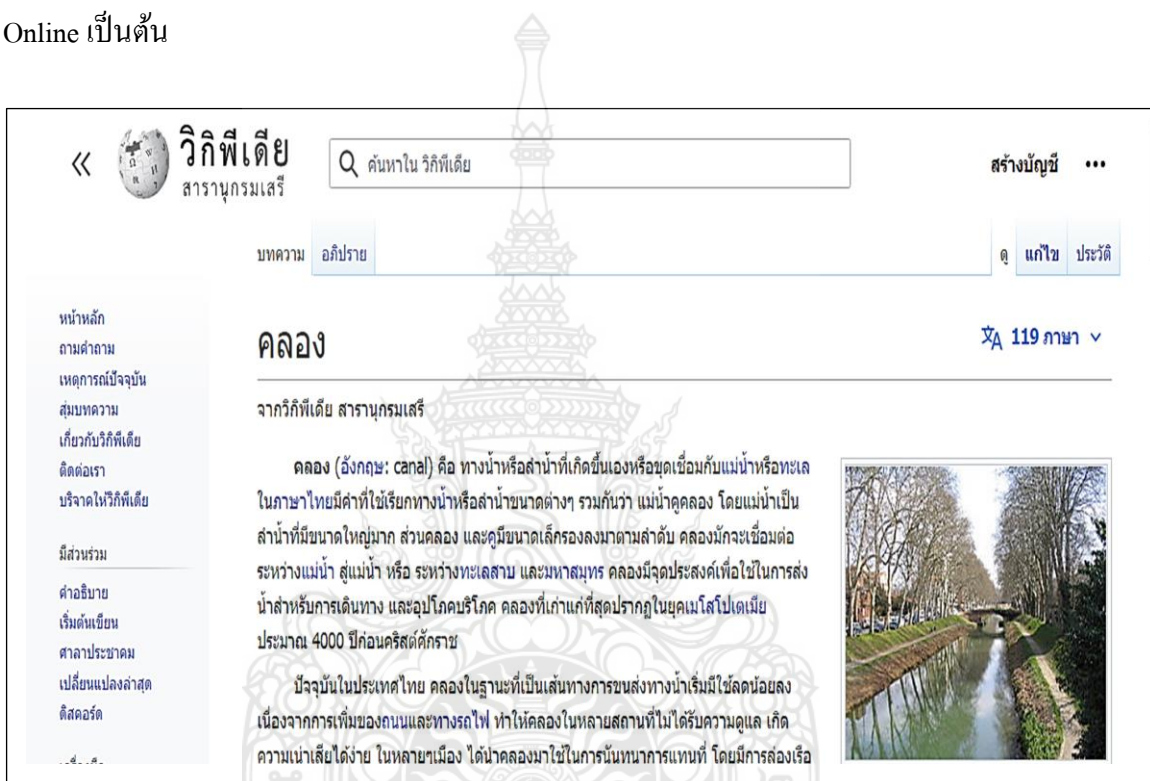 Online เป็นต้น
วิกิพีเดีย
สารานุกรมเสรี
ค้นหาใน วิกิพีเดีย
สร้างบัญชี
บทความ อภิปราย
ดู แก้ไข ประวัติ
หน้าหลัก
ถามคำถาม
เหตุการณ์ปัจจุบัน
สุ่มบทความ
เกี่ยวกับวิกิพีเดีย
ติดต่อเรา
บริจาคให้วิกิพีเดีย
มีส่วนร่วม
คำอธิบาย
เริ่มต้นเขียน
ศาลาประชาคม
เปลี่ยนแปลงล่าสุด
ดิสคอร์ด
คลอง
119 ภาษา
จากวิกิพีเดีย สารานุกรมเสรี
คลอง (อังกฤษ: canal) คือ ทางน้ำหรือลำน้ำที่เกิดขึ้นเองหรือขุดเชื่อมกับแม่น้ำหรือทะเล
ในภาษาไทยมีคำที่ใช้เรียกทางน้ำหรือลำน้ำขนาดต่างๆ รวมกันว่า แม่น้ำคูคลอง โดยแม่น้ำเป็น
ลำน้ำที่มีขนาดใหญ่มาก ส่วนคลอง และคูมีขนาดเล็กรองลงมาตามลำดับ คลองมักจะเชื่อมต่อ
ระหว่างแม่น้ำ สู่แม่น้ำ หรือ ระหว่างทะเลสาบ และมหาสมุทร คลองมีจุดประสงค์เพื่อใช้ในการส่ง
น้ำสำหรับการเดินทาง และอุปโภคบริโภค คลองที่เก่าแก่ที่สุดปรากฏในยุคเมโสโปเตเมีย
ประมาณ 4000 ปีก่อนคริสต์ศักราช
ปัจจุบันในประเทศไทย คลองในฐานะที่เป็นเส้นทางการขนส่งทางน้ำเริ่มมีใช้ลดน้อยลง
เนื่องจากการเพิ่มของถนนและทางรถไฟ ทำให้คลองในหลายสถานที่ไม่ได้รับความดูแล เกิด
ความเน่าเสียได้ง่าย ในหลายๆเมือง ได้นำคลองมาใช้ในการนันทนาการแทนที่ โดยมีการล่องเรือ